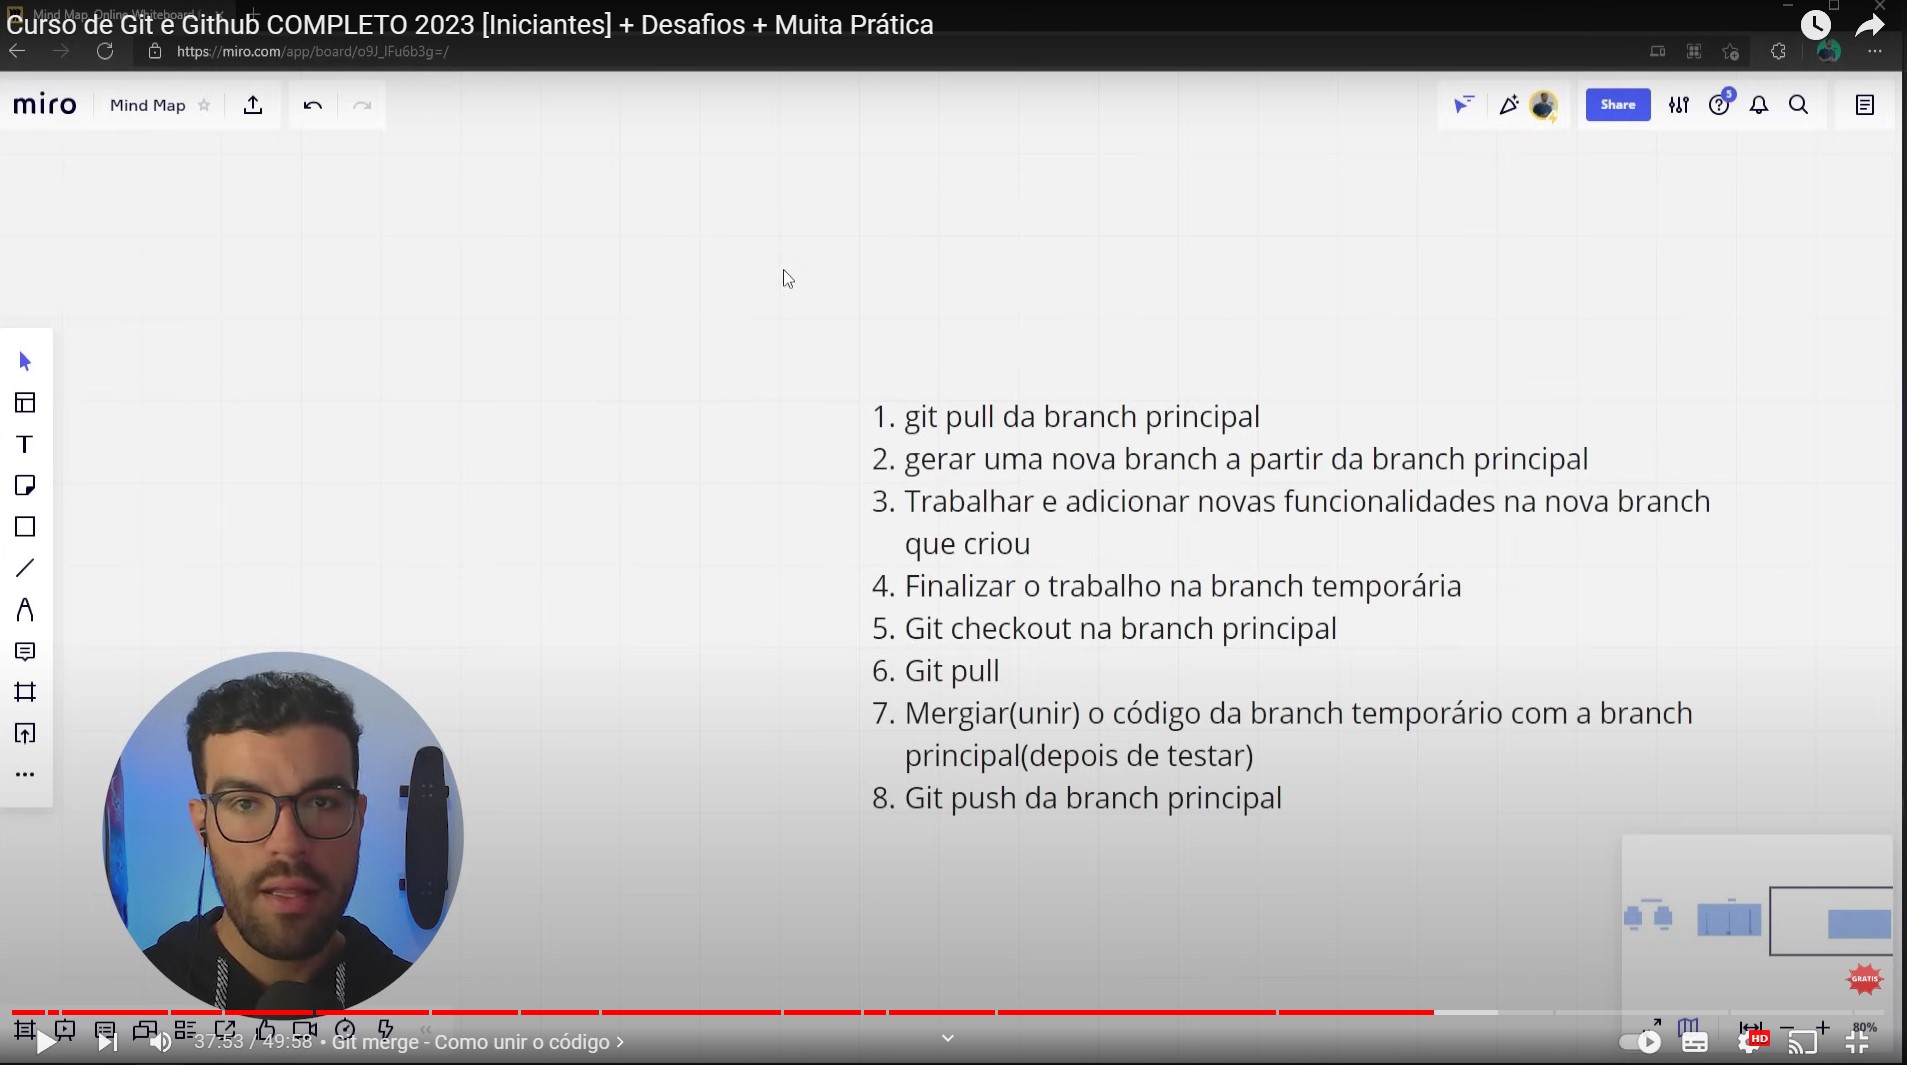 Mind Map, Online Whiteboard
Curso de Git e Github COMPLETO 2023 [Iniciantes] + Desafios + Muita Prática
https://miro.com/app/board/o9J_lFu6b3g=/
miro
Mind Map
5
Share
T
1. git pull da branch principal
2. gerar uma nova branch a partir da branch principal
3. Trabalhar e adicionar novas funcionalidades na nova branch
que criou
4. Finalizar o trabalho na branch temporária
5. Git checkout na branch principal
6. Git pull
7. Mergiar(unir) o código da branch temporário com a branch
principal(depois de testar)
8. Git push da branch principal
GRATIS
37:53 / 49:58 • Git merge - Como unir o código >
80%
HD